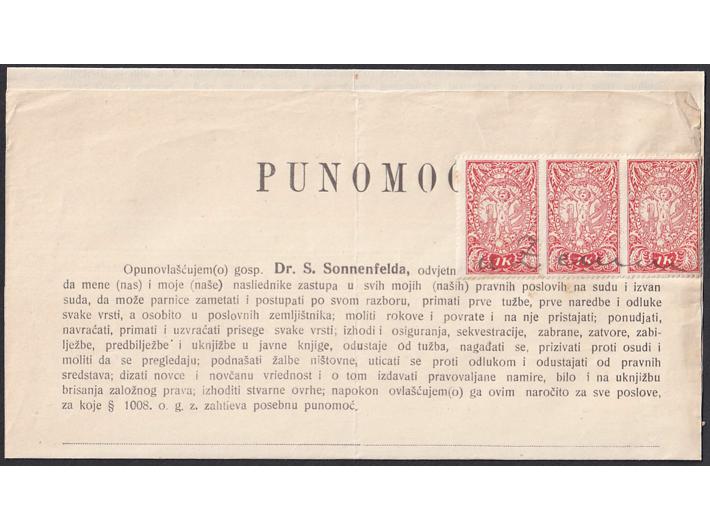 PUNOMOĆ
1K 1K 1K
Opunovlašćujem(o) gosp. Dr. S. Sonnenfelda, odvjetn
da mene (nas) i moje (naše) nasliednike zastupa u svih mojih (naših) pravnih poslovih na sudu i izvan
suda, da može parnice zametati i postupati po svom razboru, primati prve tužbe, prve naredbe i odluke
svake vrsti, a osobito u poslovnih zemljištnika; moliti rokove i povrate i na nje pristajati; ponudjati,
navraćati, primati i uzvraćati prisege svake vrsti; izhodi i osiguranja, sekvestracije, zabrane, zatvore, zabi-
lježbe, predbilježbe i uknjižbe u javne knjige, odustaje od tužba, nagađati se, prizivati proti osudi i
moliti da se pregledaju; podnašati žalbe ništovne, uticati se proti odlukom i odustajati od pravnih
sredstava; dizati novce i novčanu vriednost i o tom izdavati pravovaljane namire, bilo i na uknjižbu
brisanja založnog prava; izhoditi stvarne ovrhe; napokon ovlašćujem(o) ga ovim naročito za sve poslove,
za koje § 1008. o. g. z. zahtieva posebnu punomoć.